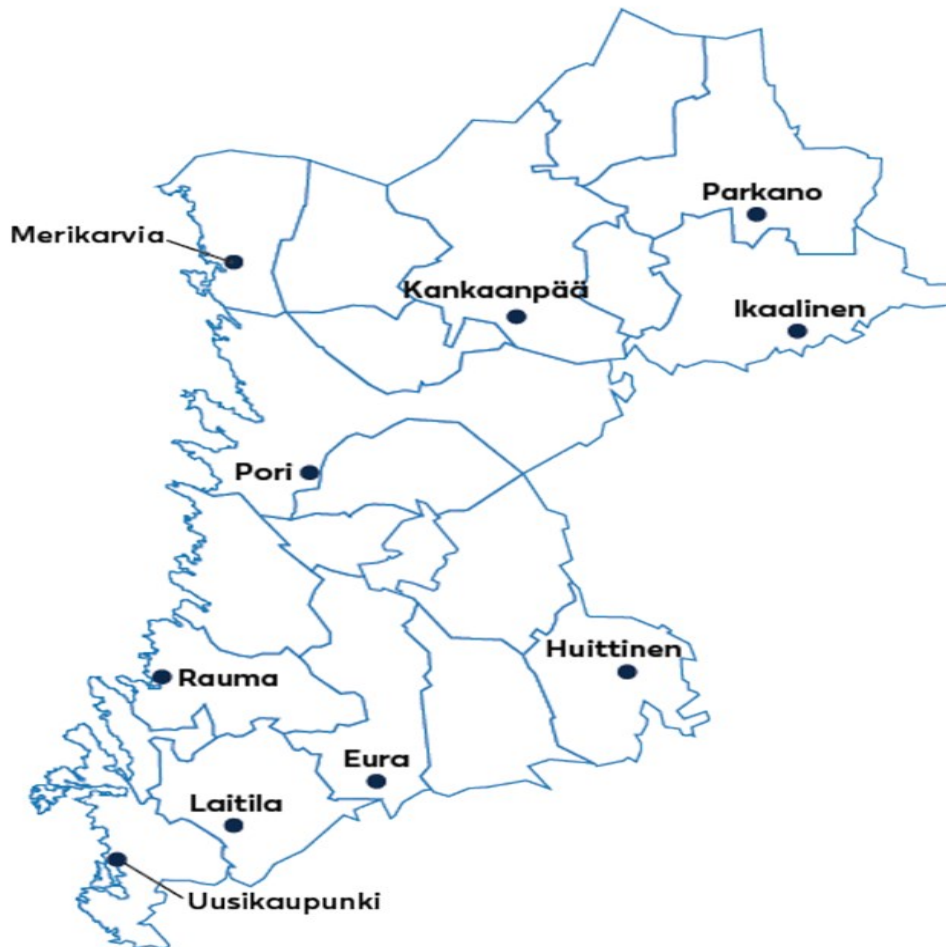 Parkano
Merikarvia
Kankaanpää
Ikaalinen
Pori
Huittinen
Rauma
Eura
Laitila
Uusikaupunki